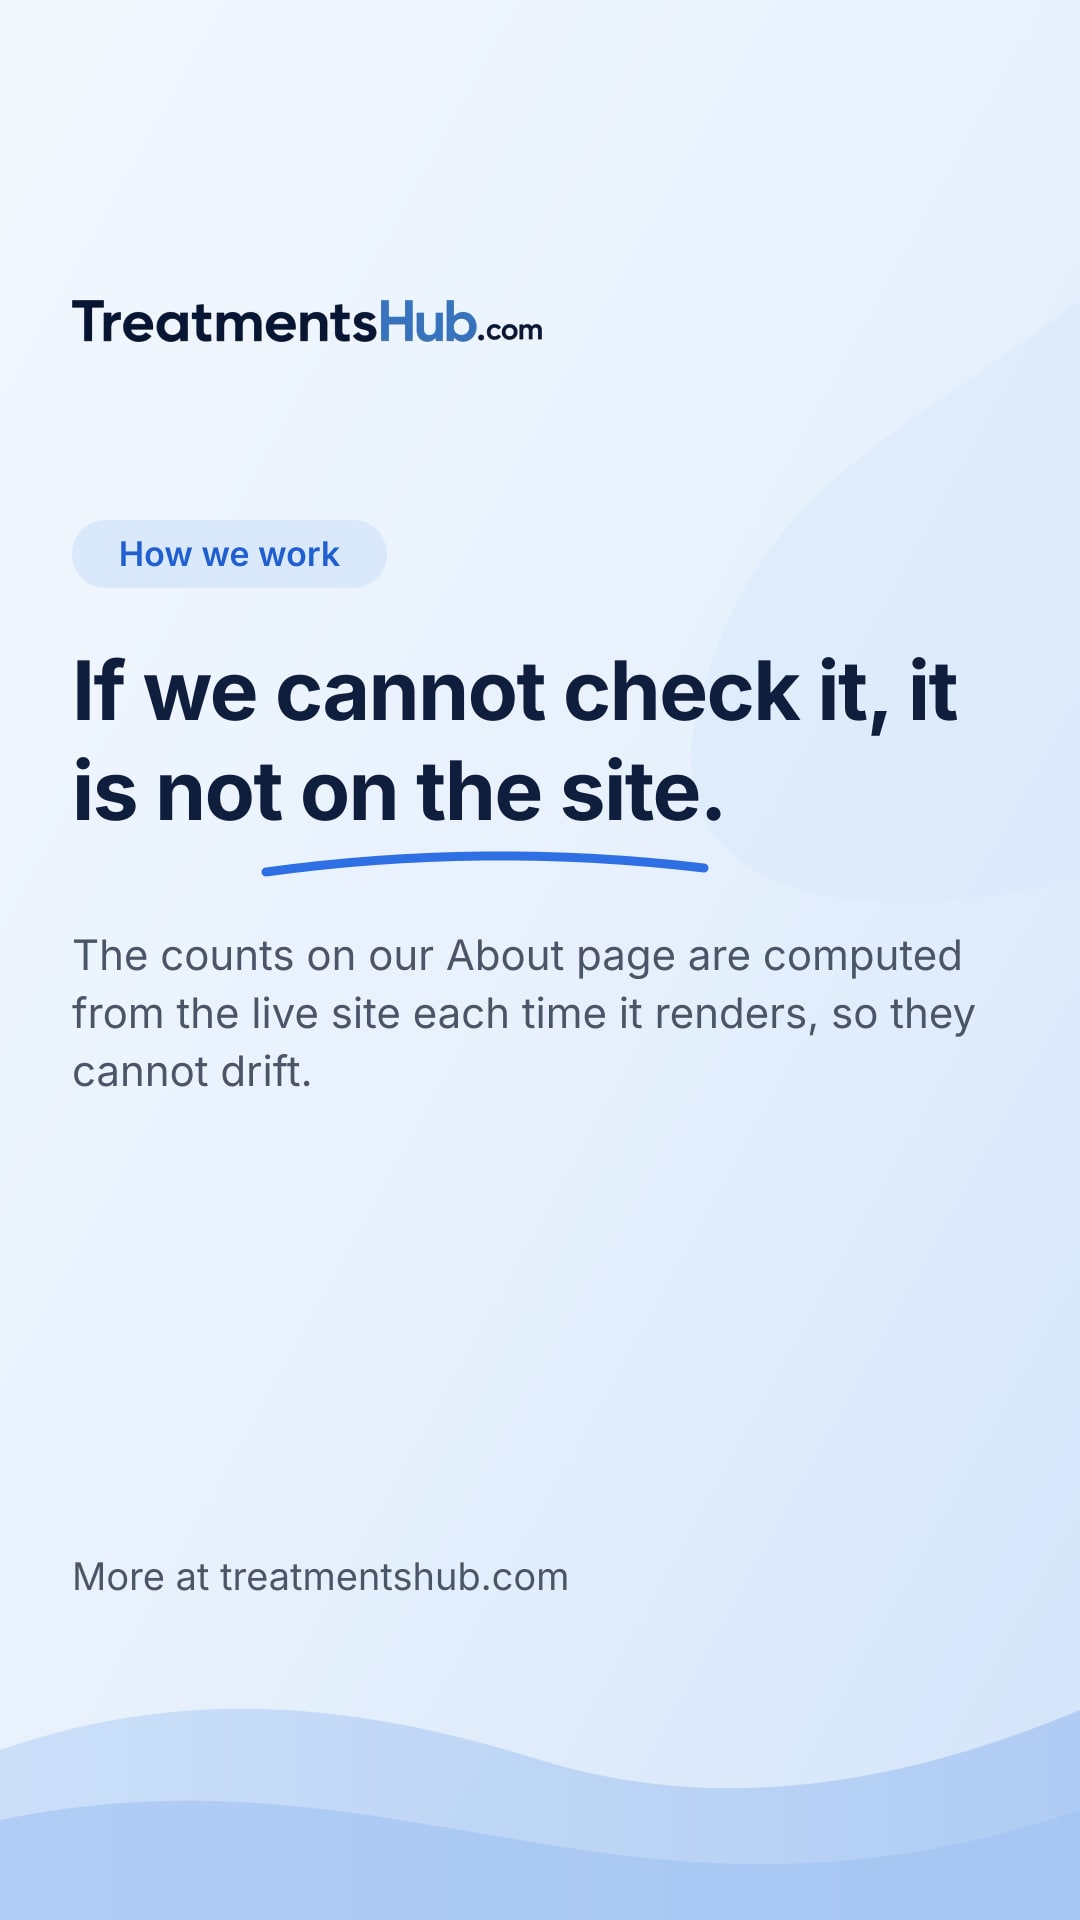 TreatmentsHub.com
How we work
If we cannot check it, it
is not on the site.
The counts on our About page are computed
from the live site each time it renders, so they
cannot drift.
More at treatmentshub.com